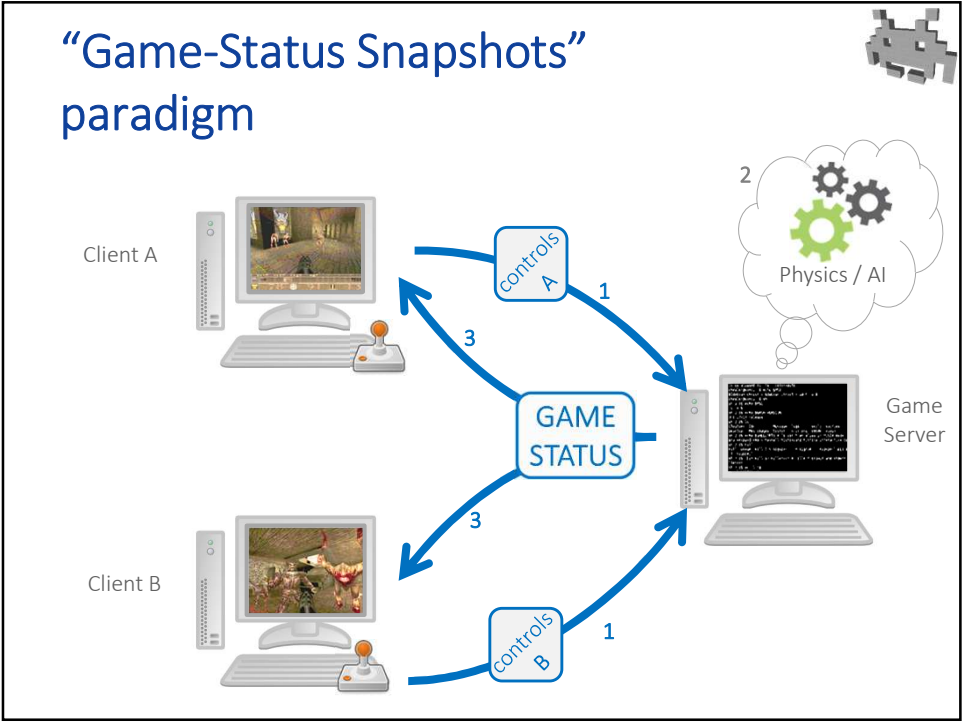 “Game-Status Snapshots”
paradigm
2
Physics / AI
Client A
controls
A
1
3
GAME
STATUS
Game
Server
3
Client B
controls
B
1